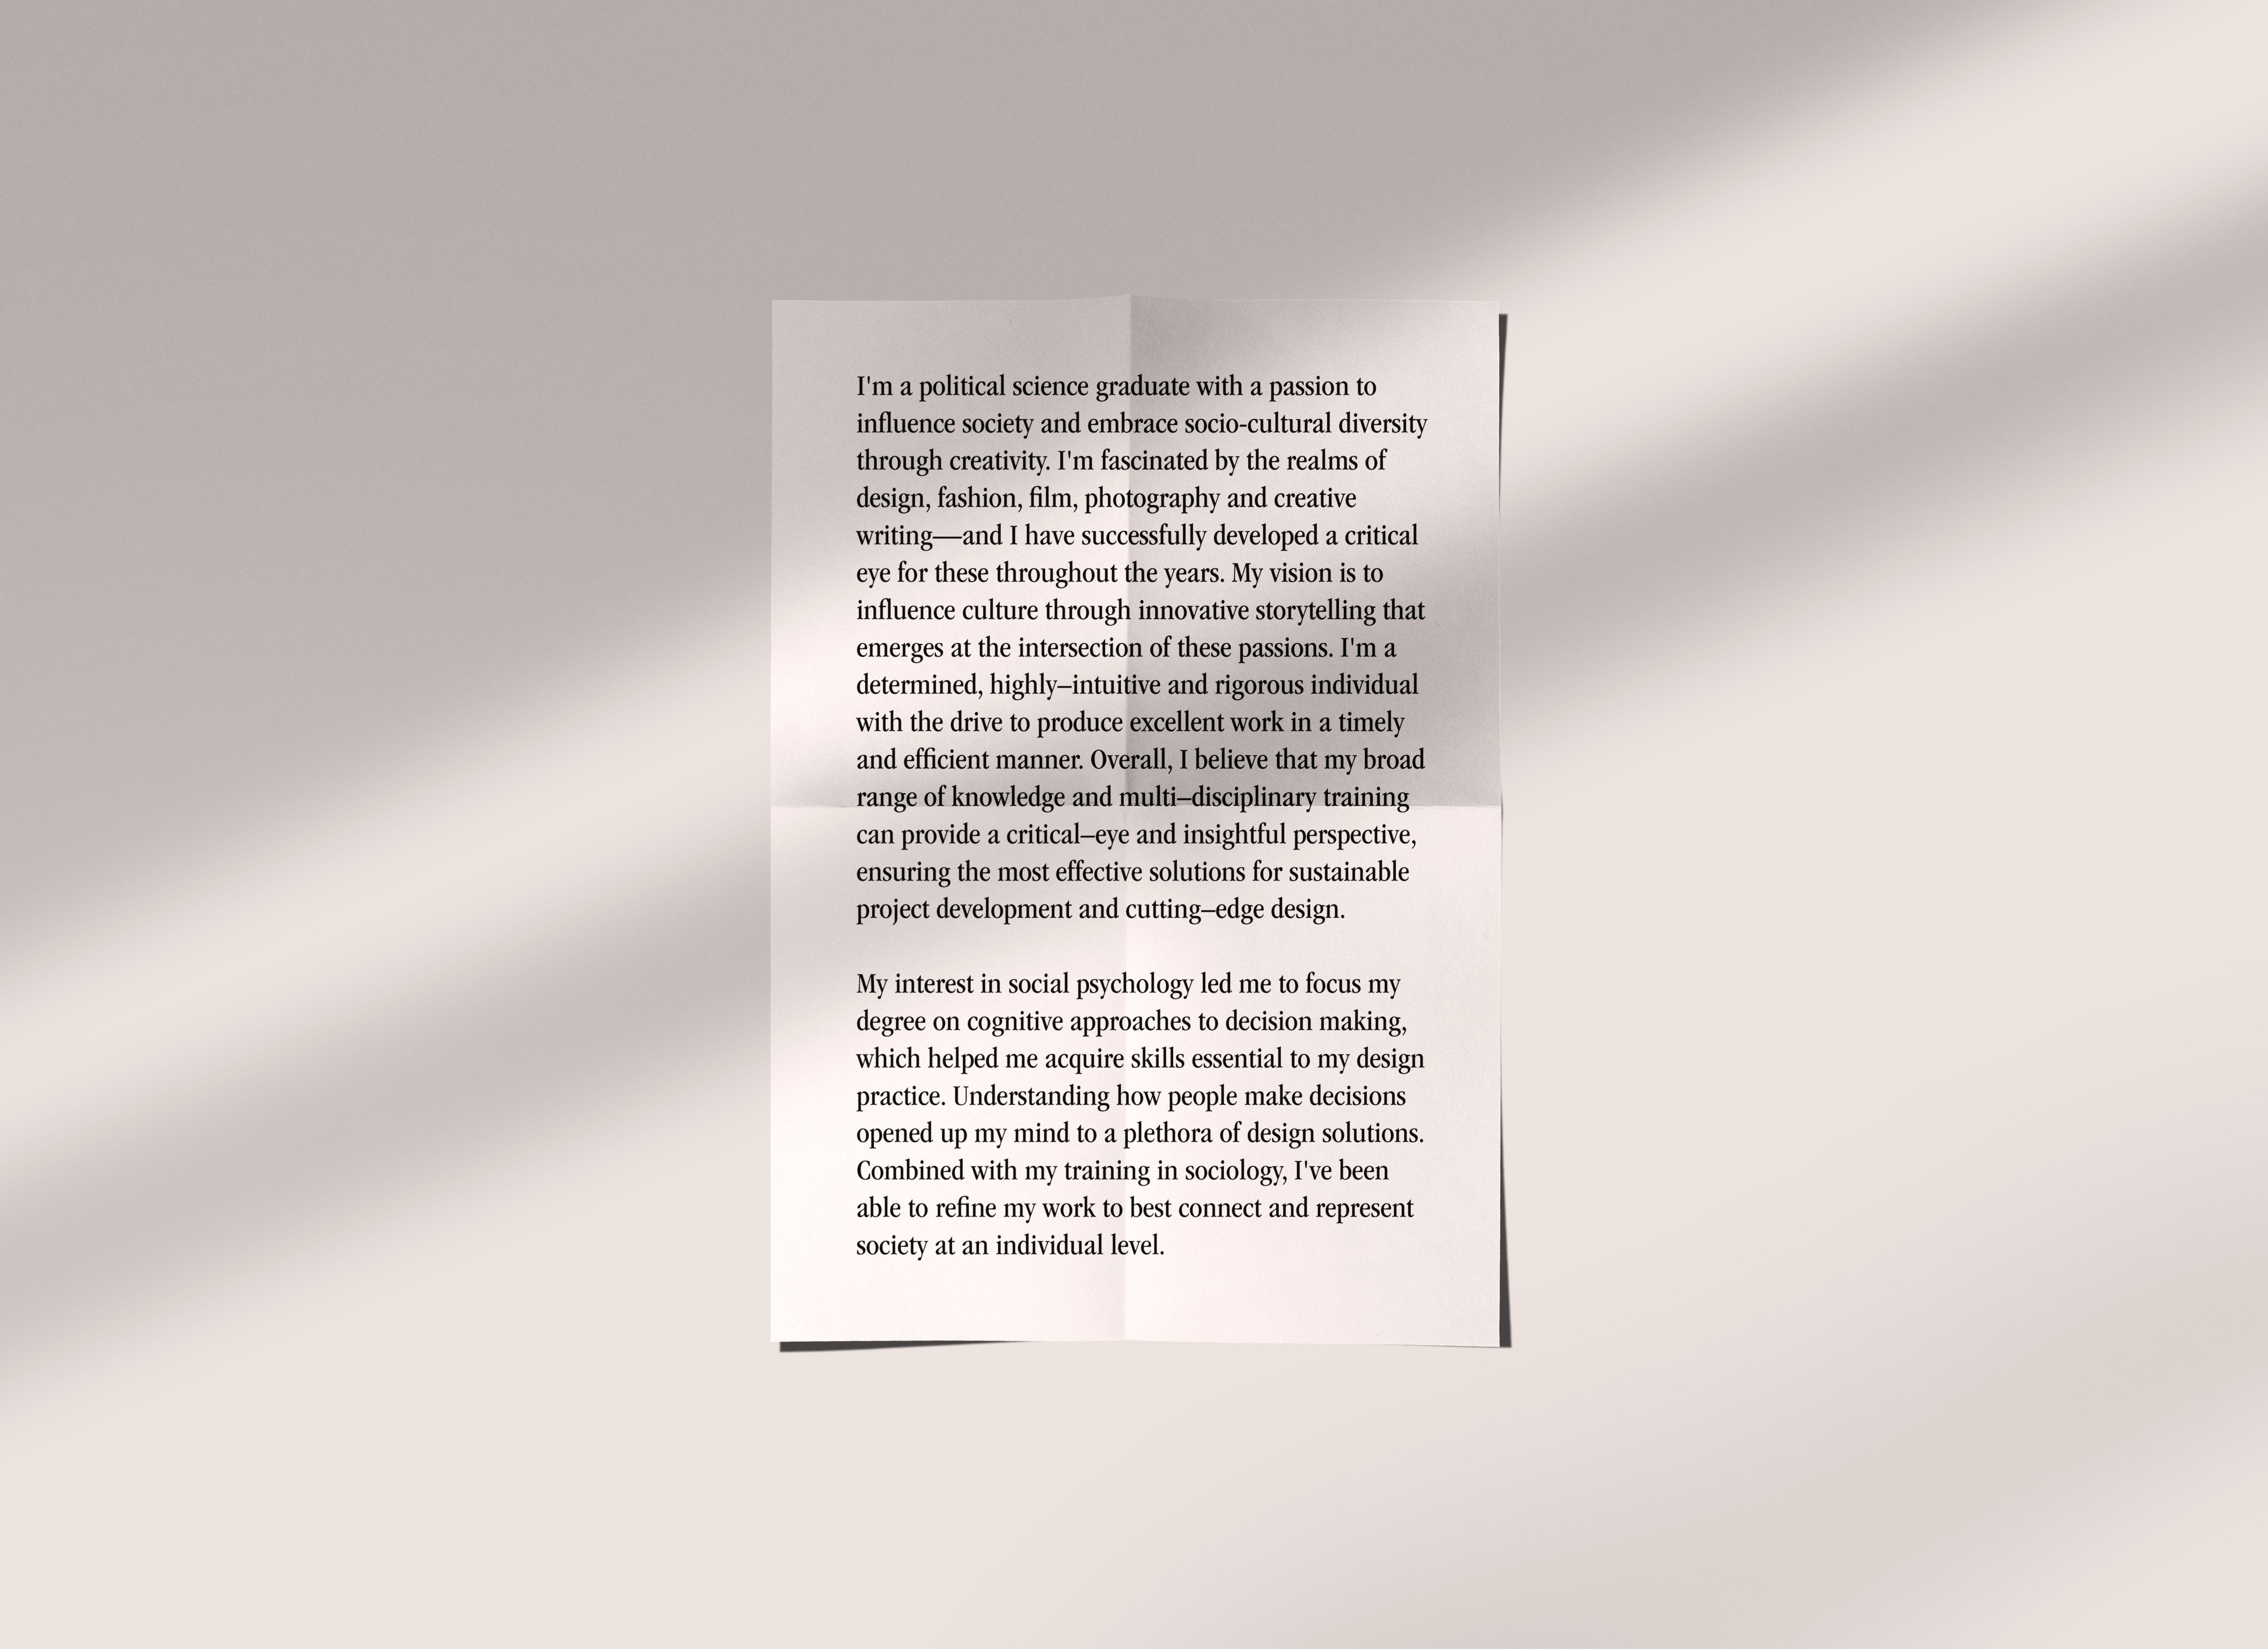 I'm a political science graduate with a passion to
influence society and embrace socio-cultural diversity
through creativity. I'm fascinated by the realms of
design, fashion, film, photography and creative
writing—and I have successfully developed a critical
eye for these throughout the years. My vision is to
influence culture through innovative storytelling that
emerges at the intersection of these passions. I'm a
determined, highly–intuitive and rigorous individual
with the drive to produce excellent work in a timely
and efficient manner. Overall, I believe that my broad
range of knowledge and multi–disciplinary training
can provide a critical–eye and insightful perspective,
ensuring the most effective solutions for sustainable
project development and cutting–edge design.

My interest in social psychology led me to focus my
degree on cognitive approaches to decision making,
which helped me acquire skills essential to my design
practice. Understanding how people make decisions
opened up my mind to a plethora of design solutions.
Combined with my training in sociology, I've been
able to refine my work to best connect and represent
society at an individual level.